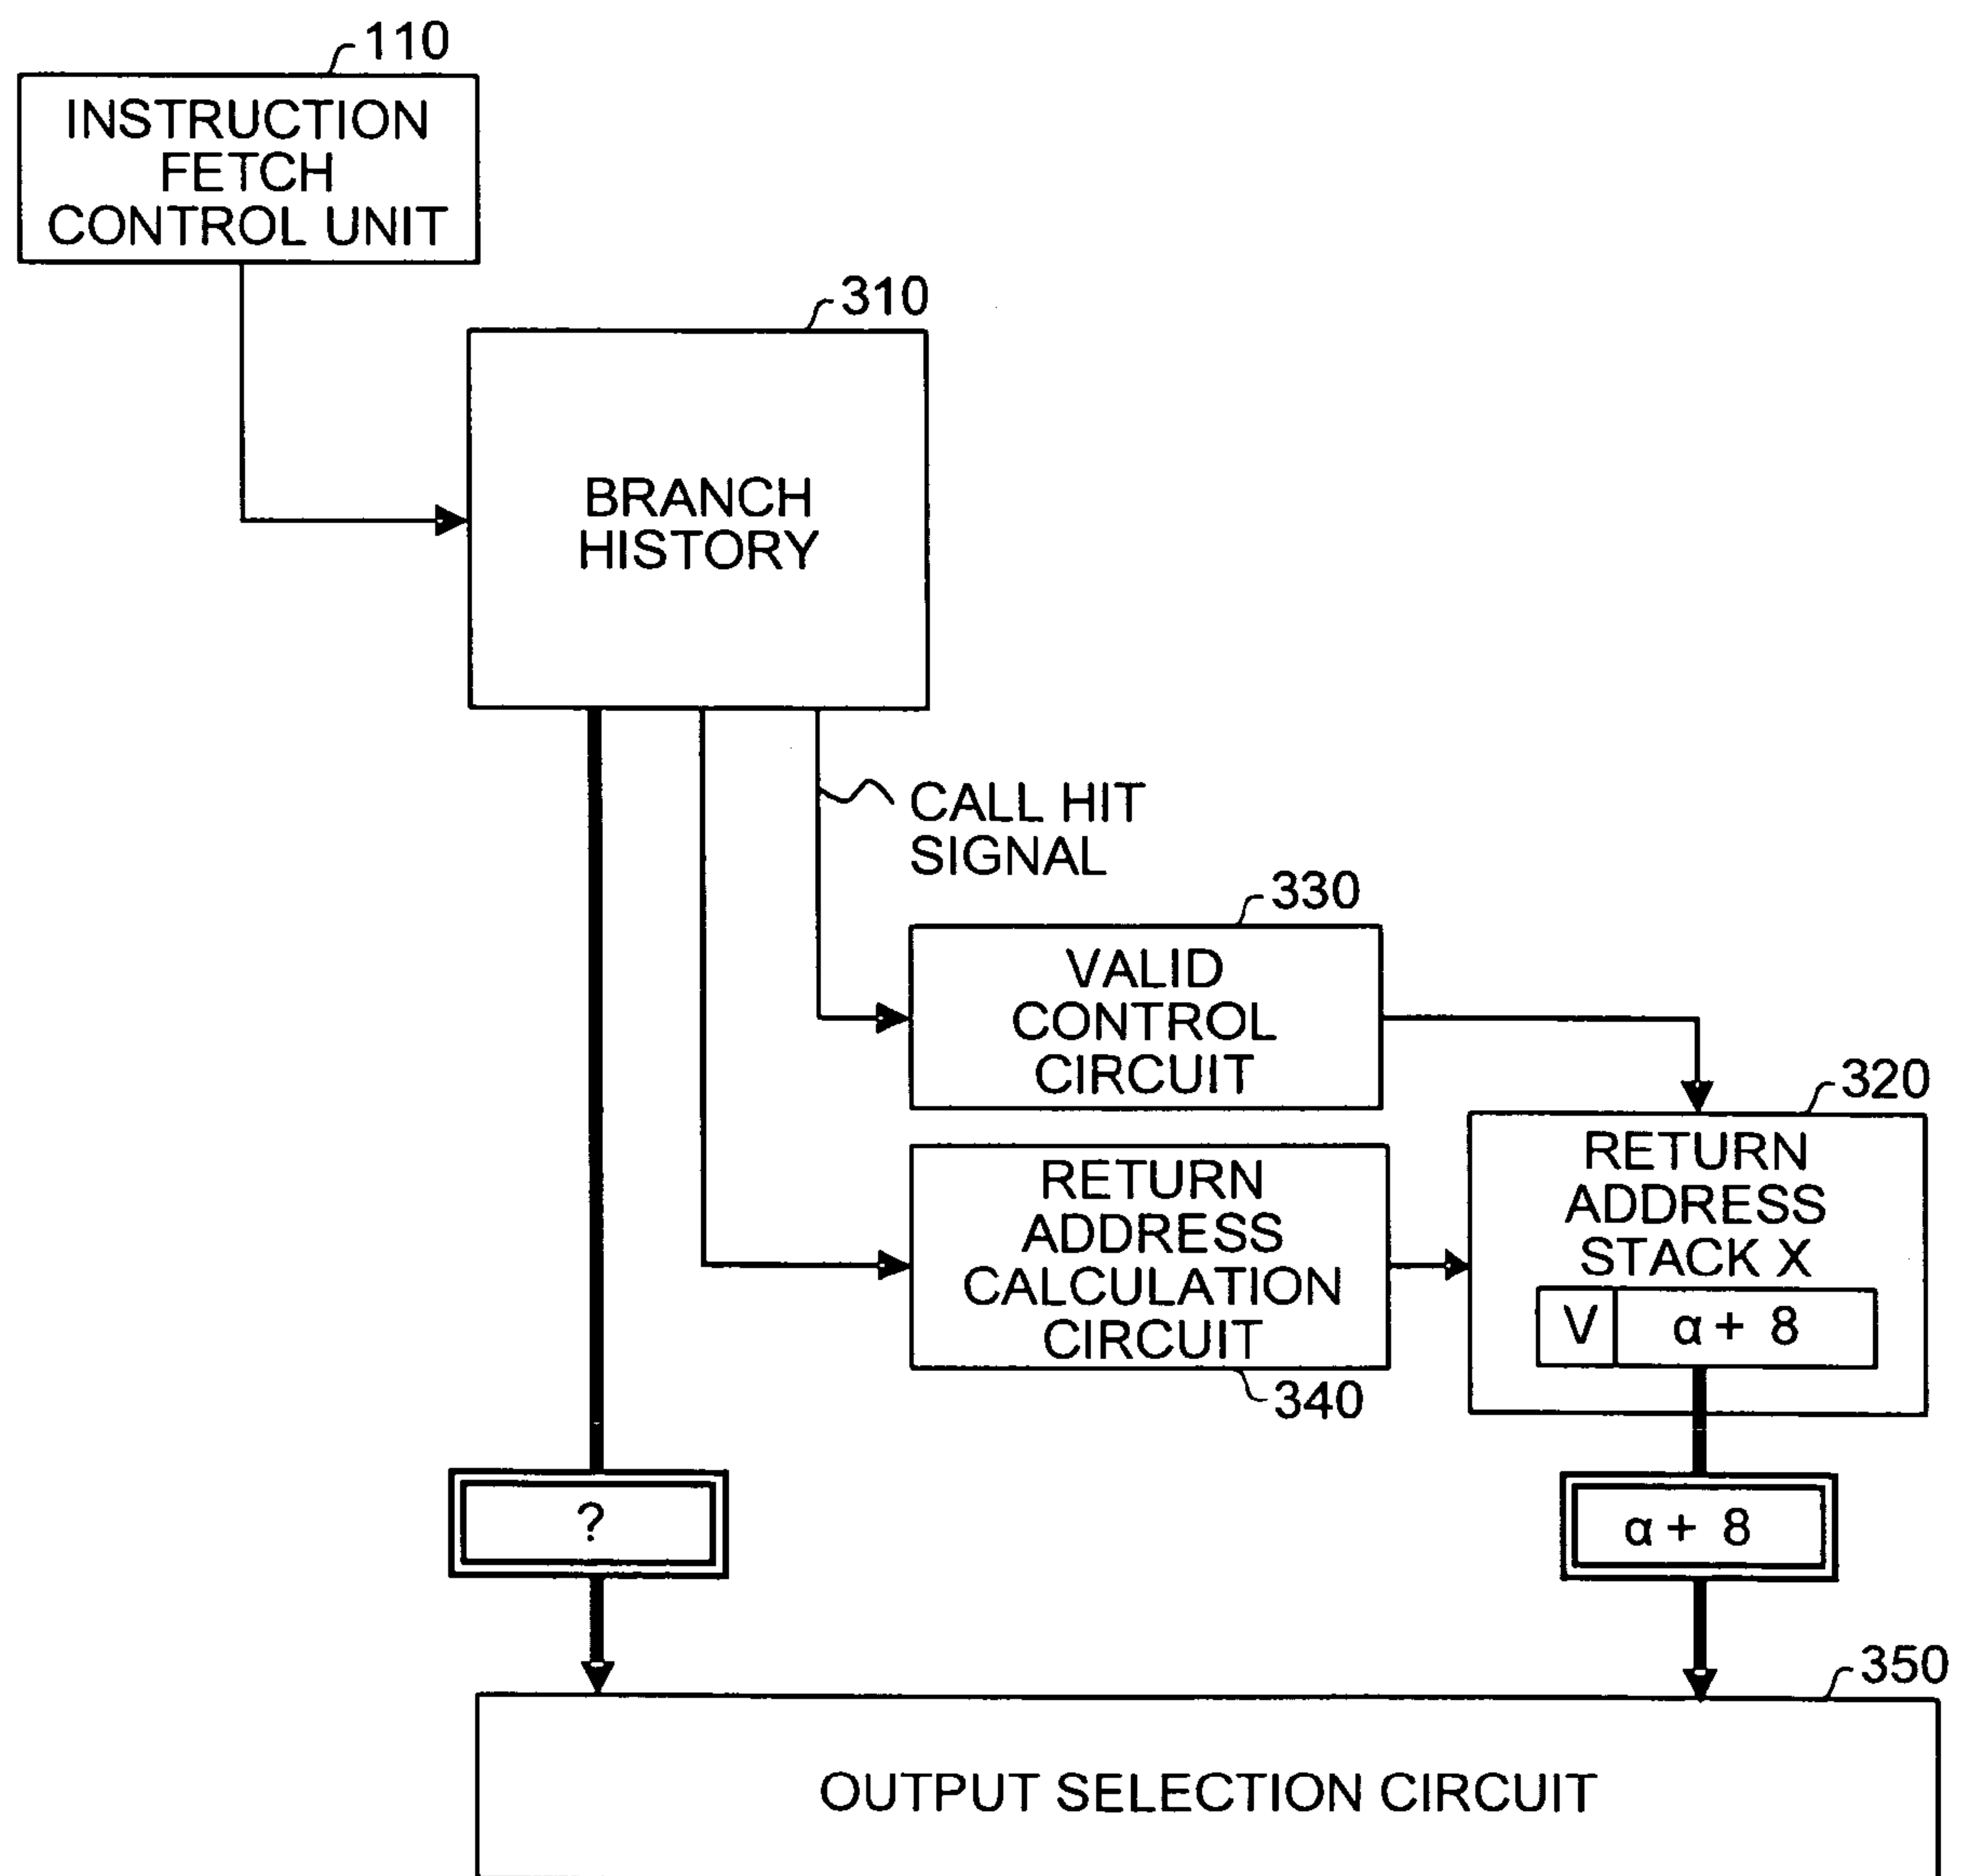 110
INSTRUCTION
FETCH
CONTROL UNIT
310
BRANCH
HISTORY
CALL HIT
SIGNAL
330
VALID
CONTROL
CIRCUIT
320
RETURN
ADDRESS
STACK X
V α + 8
RETURN
ADDRESS
CALCULATION
CIRCUIT
340
?
α + 8
350
OUTPUT SELECTION CIRCUIT